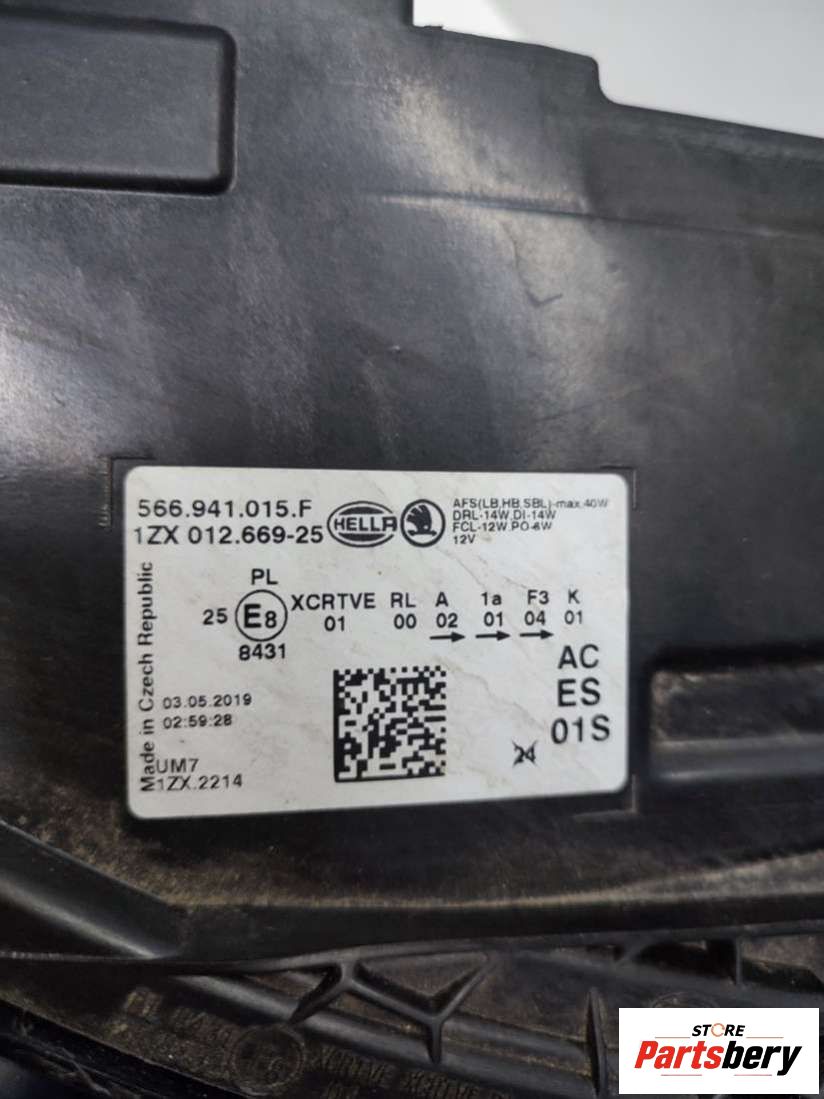 566.941.015.F
1ZX 012.669-25
HELLA
AFS(LB,HB,SBL)-max.40W
DRL-14W,DI-14W
FCL-12W,PO-6W
12V
PL
25 E8 XCRTVE RL A 1a F3 K
01 00 02 01 04 01
8431
AC
ES
01S
03.05.2019
02:59:28
24
UM7
1ZX.2214
Made in Czech Republic
STORE
Partsbery